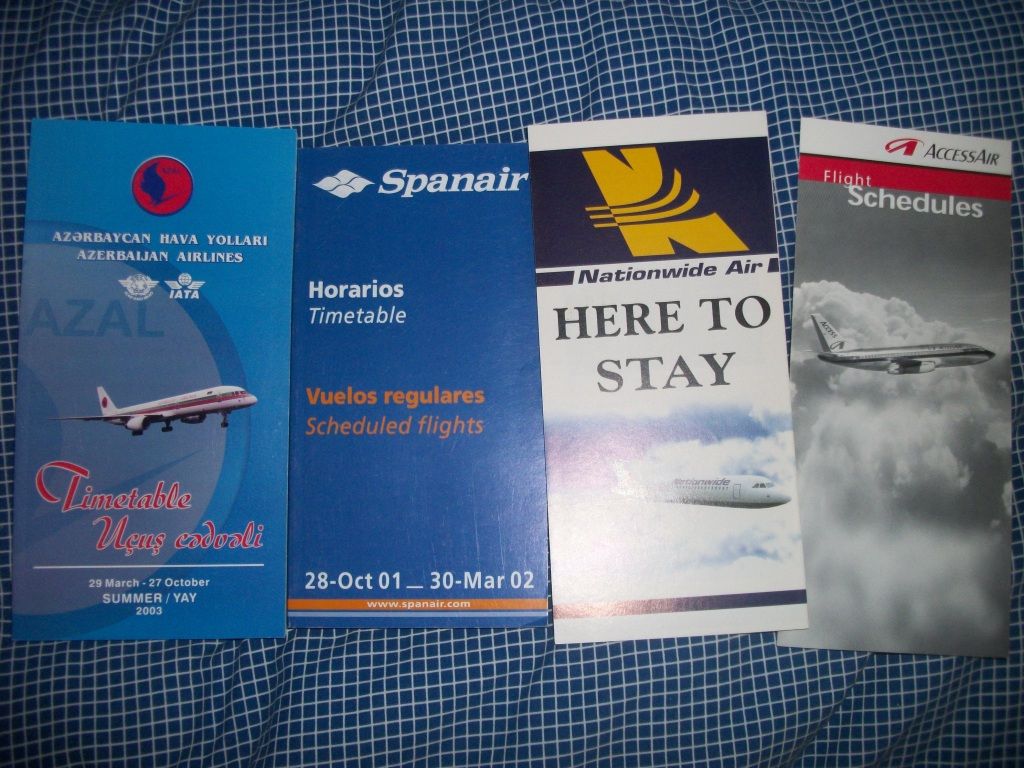 AZAL
AZƏRBAYCAN HAVA YOLLARI
AZERBAIJAN AIRLINES
IATA
AZAL
Timetable
Uçuş cədvəli
29 March - 27 October
SUMMER / YAY
2003
Spanair
Horarios
Timetable
Vuelos regulares
Scheduled flights
28-Oct 01 — 30-Mar 02
www.spanair.com
Nationwide Air
HERE TO
STAY
Nationwide
ACCESSAIR
Flight
Schedules
ACCESS